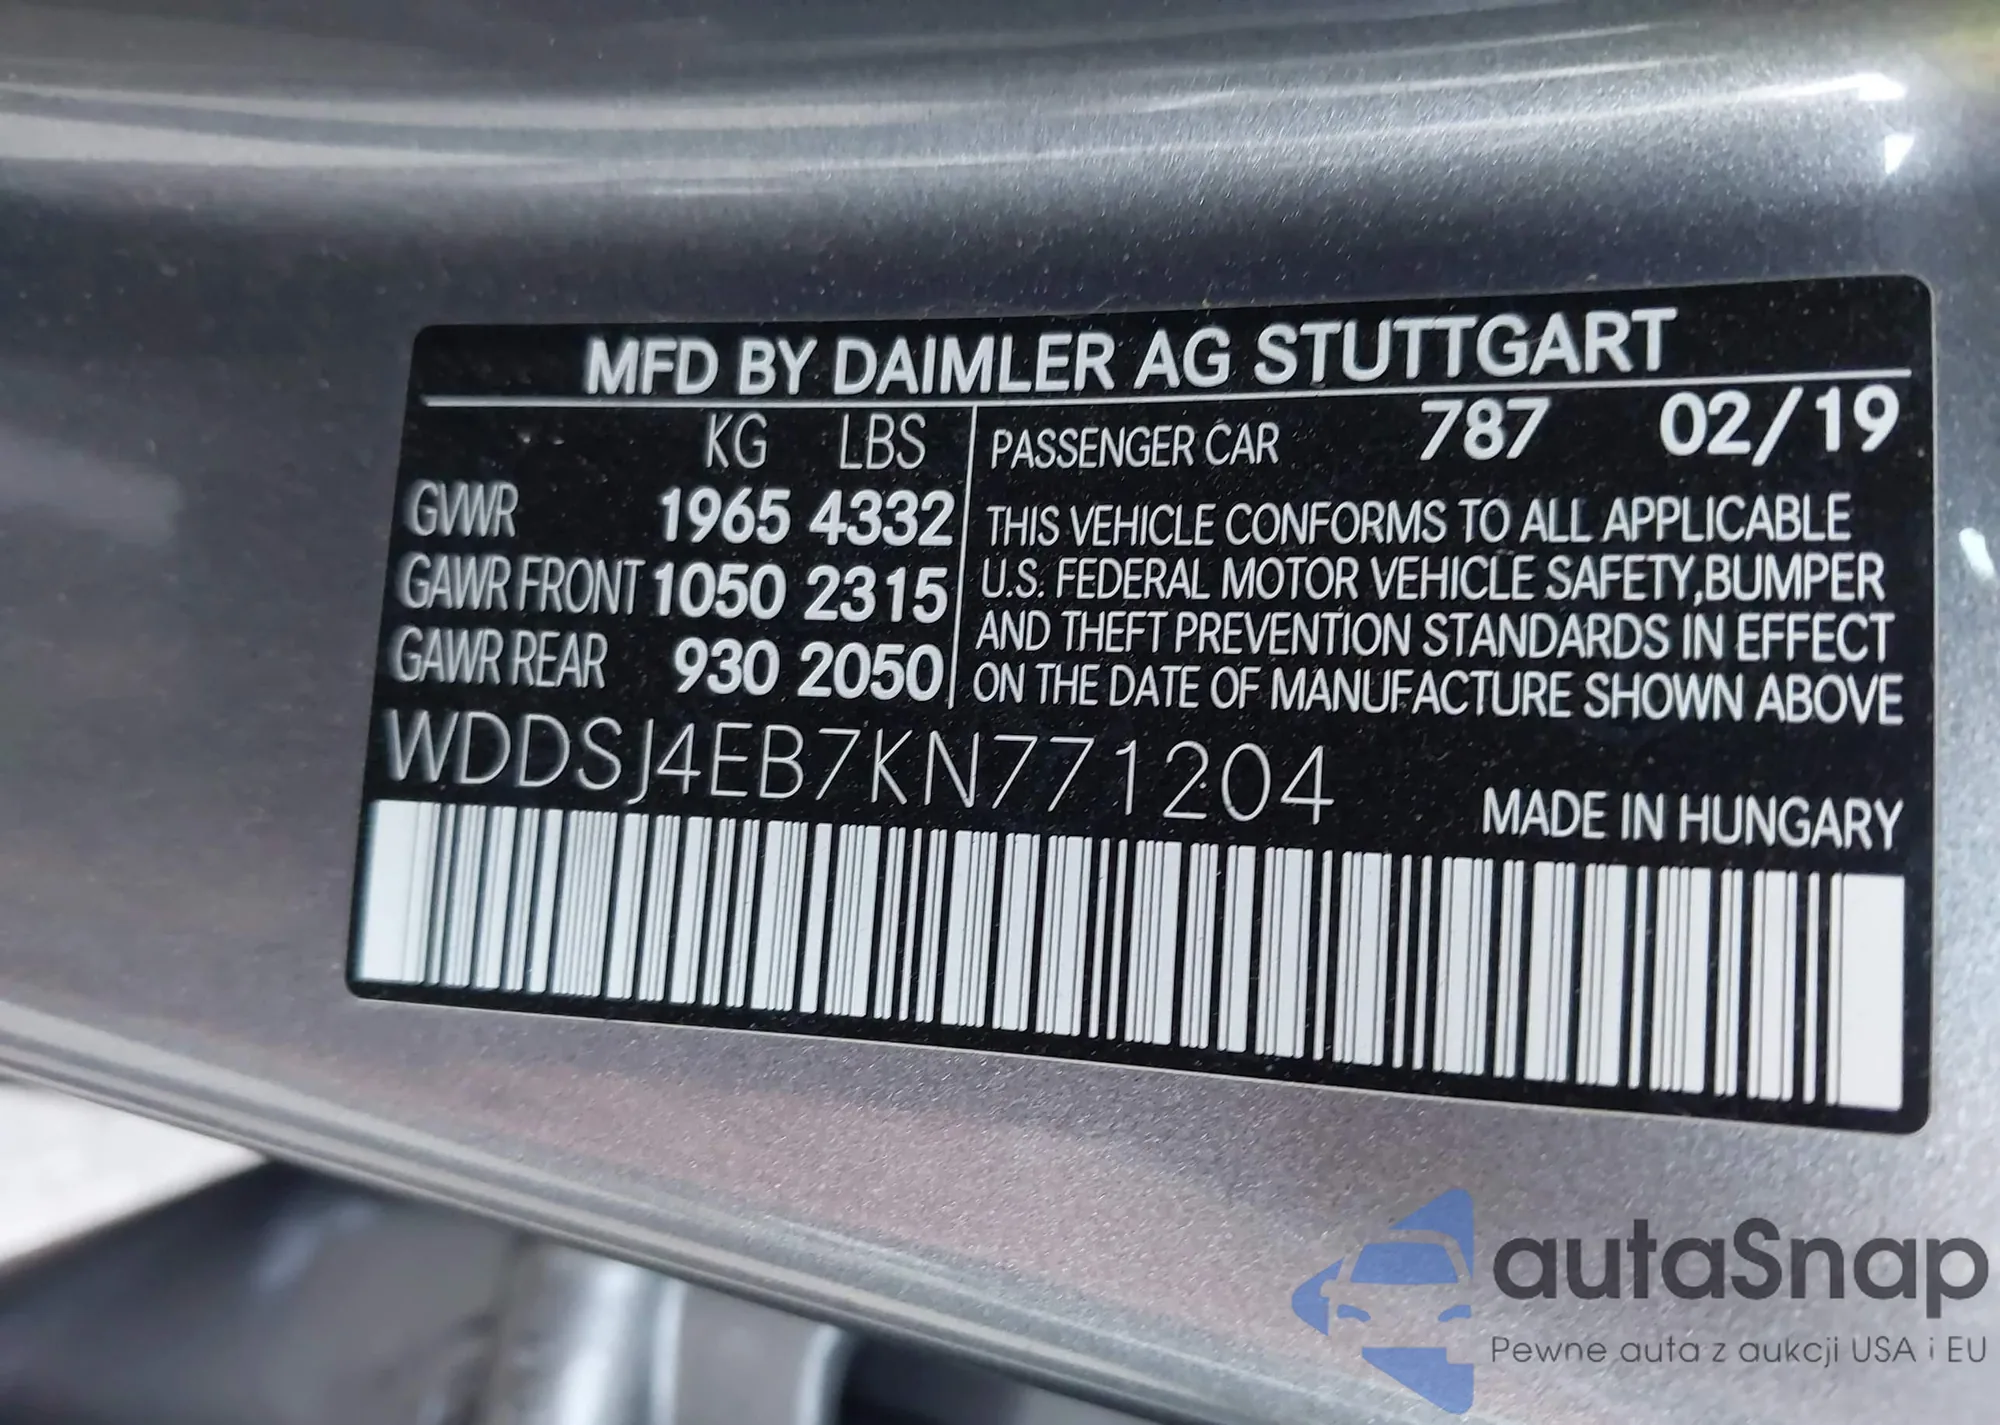 MFD BY DAIMLER AG STUTTGART
KG LBS
GVWR 1965 4332
GAWR FRONT 1050 2315
GAWR REAR 930 2050
PASSENGER CAR 787 02/19
THIS VEHICLE CONFORMS TO ALL APPLICABLE
U.S. FEDERAL MOTOR VEHICLE SAFETY,BUMPER
AND THEFT PREVENTION STANDARDS IN EFFECT
ON THE DATE OF MANUFACTURE SHOWN ABOVE
WDDSJ4EB7KN771204
MADE IN HUNGARY
autaSnap
Pewne auta z aukcji USA i EU